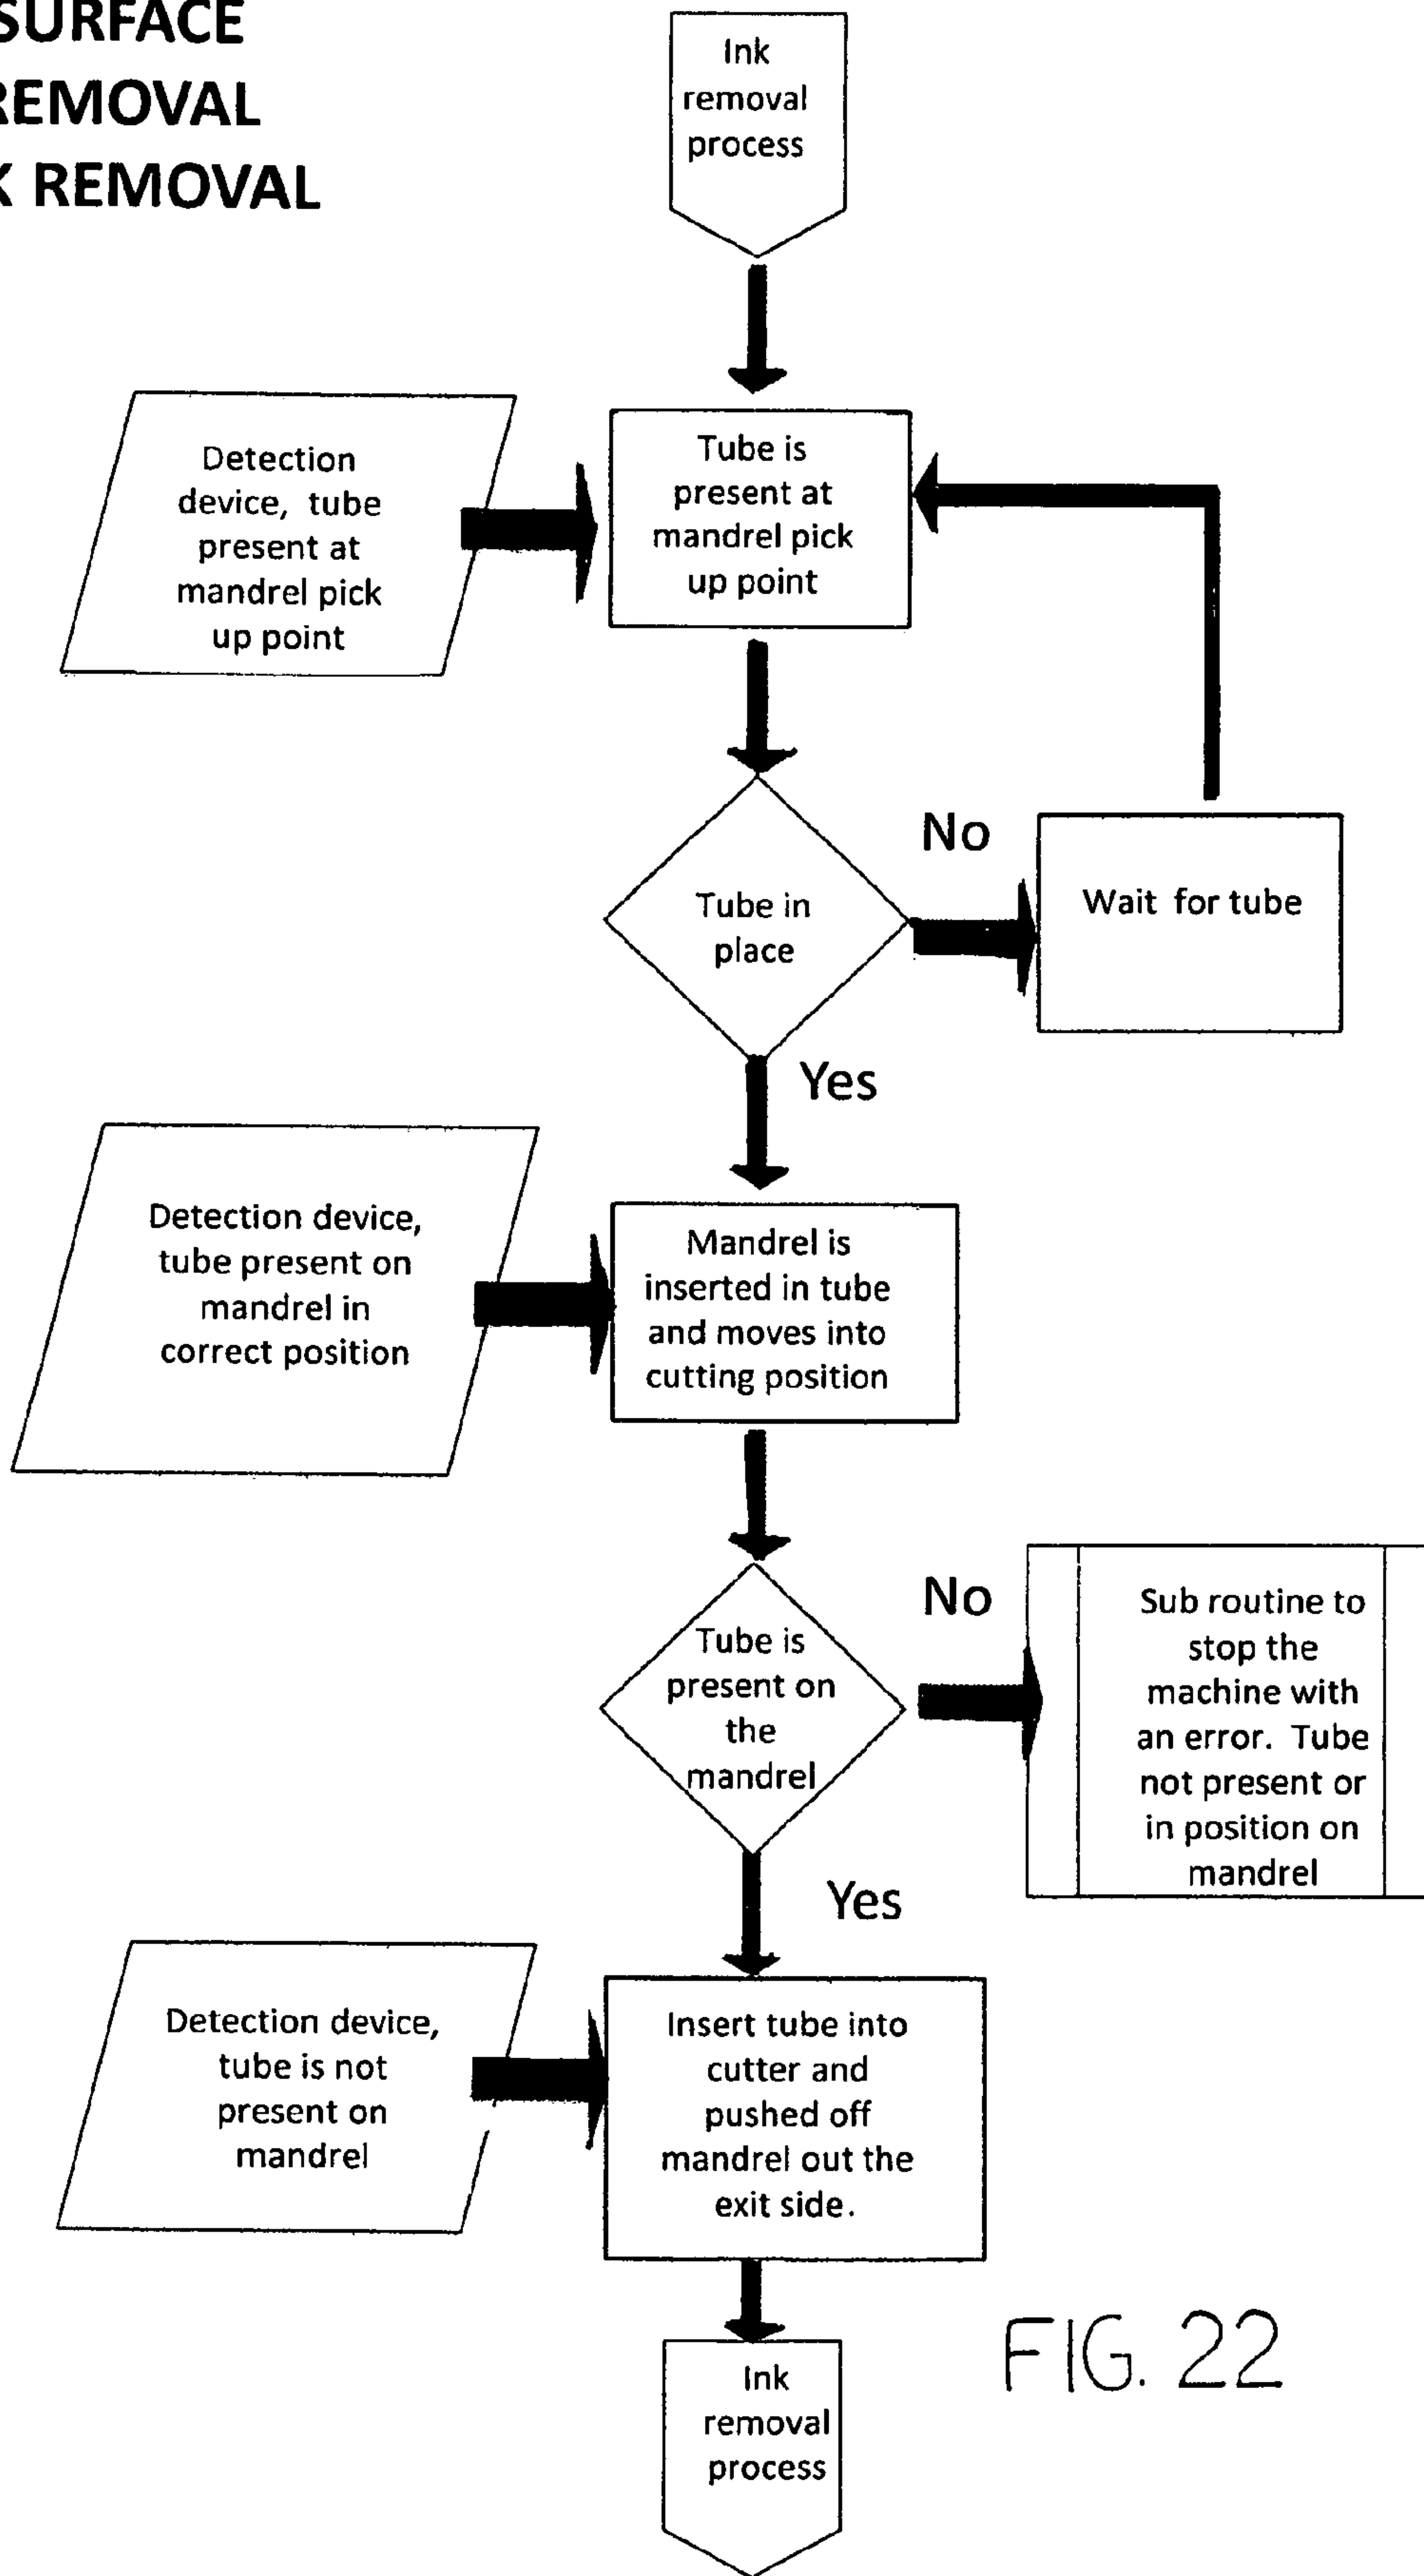 SURFACE
REMOVAL
K REMOVAL
Ink
removal
process
Detection
device, tube
present at
mandrel pick
up point
Tube is
present at
mandrel pick
up point
Tube in
place
No
Wait for tube
Yes
Detection device,
tube present on
mandrel in
correct position
Mandrel is
inserted in tube
and moves into
cutting position
Tube is
present on
the
mandrel
No
Sub routine to
stop the
machine with
an error. Tube
not present or
in position on
mandrel
Yes
Detection device,
tube is not
present on
mandrel
Insert tube into
cutter and
pushed off
mandrel out the
exit side.
Ink
removal
process
FIG. 22